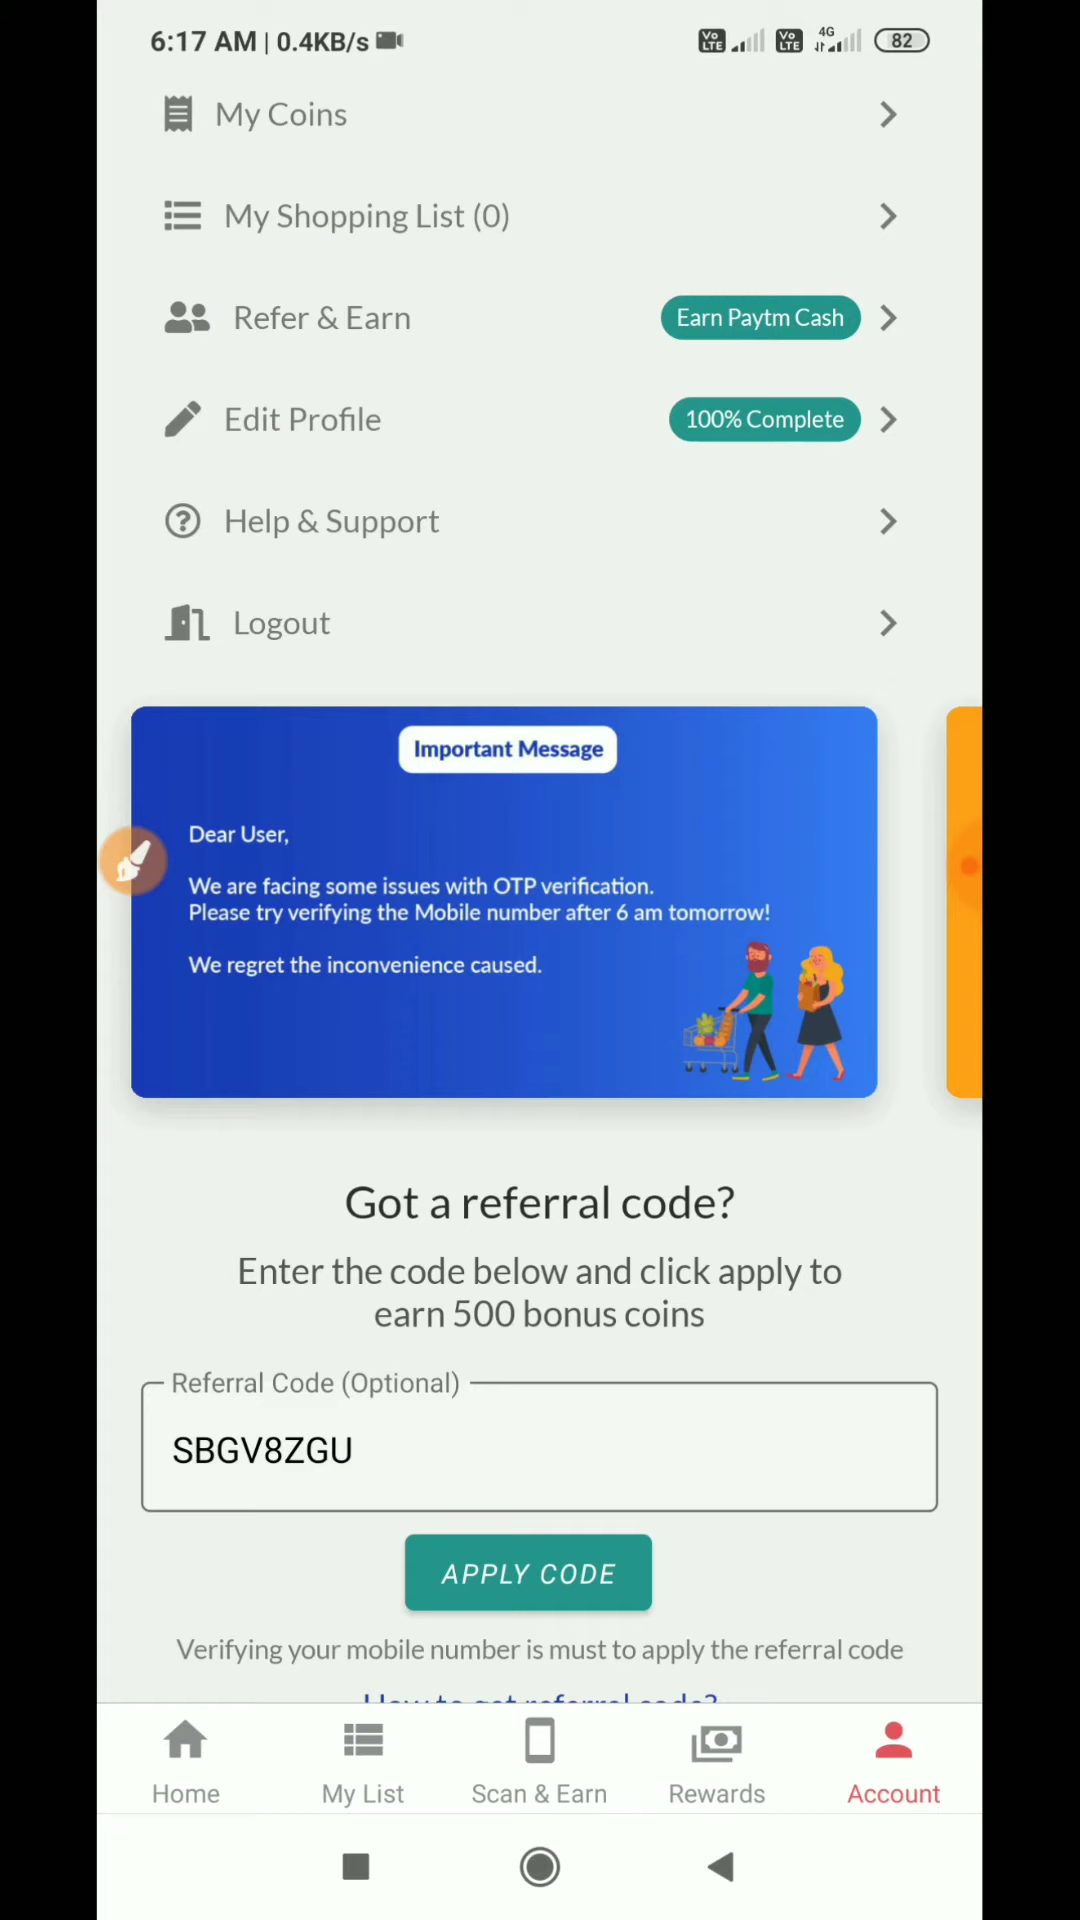 6:17 AM | 0.4KB/s
Vo LTE Vo LTE 4G 82
My Coins
My Shopping List (0)
Refer & Earn Earn Paytm Cash
Edit Profile 100% Complete
Help & Support
Logout
Important Message
Dear User,
We are facing some issues with OTP verification.
Please try verifying the Mobile number after 6 am tomorrow!
We regret the inconvenience caused.
Got a referral code?
Enter the code below and click apply to
earn 500 bonus coins
Referral Code (Optional)
SBGV8ZGU
APPLY CODE
Verifying your mobile number is must to apply the referral code
How to get referral code?
Home My List Scan & Earn Rewards Account